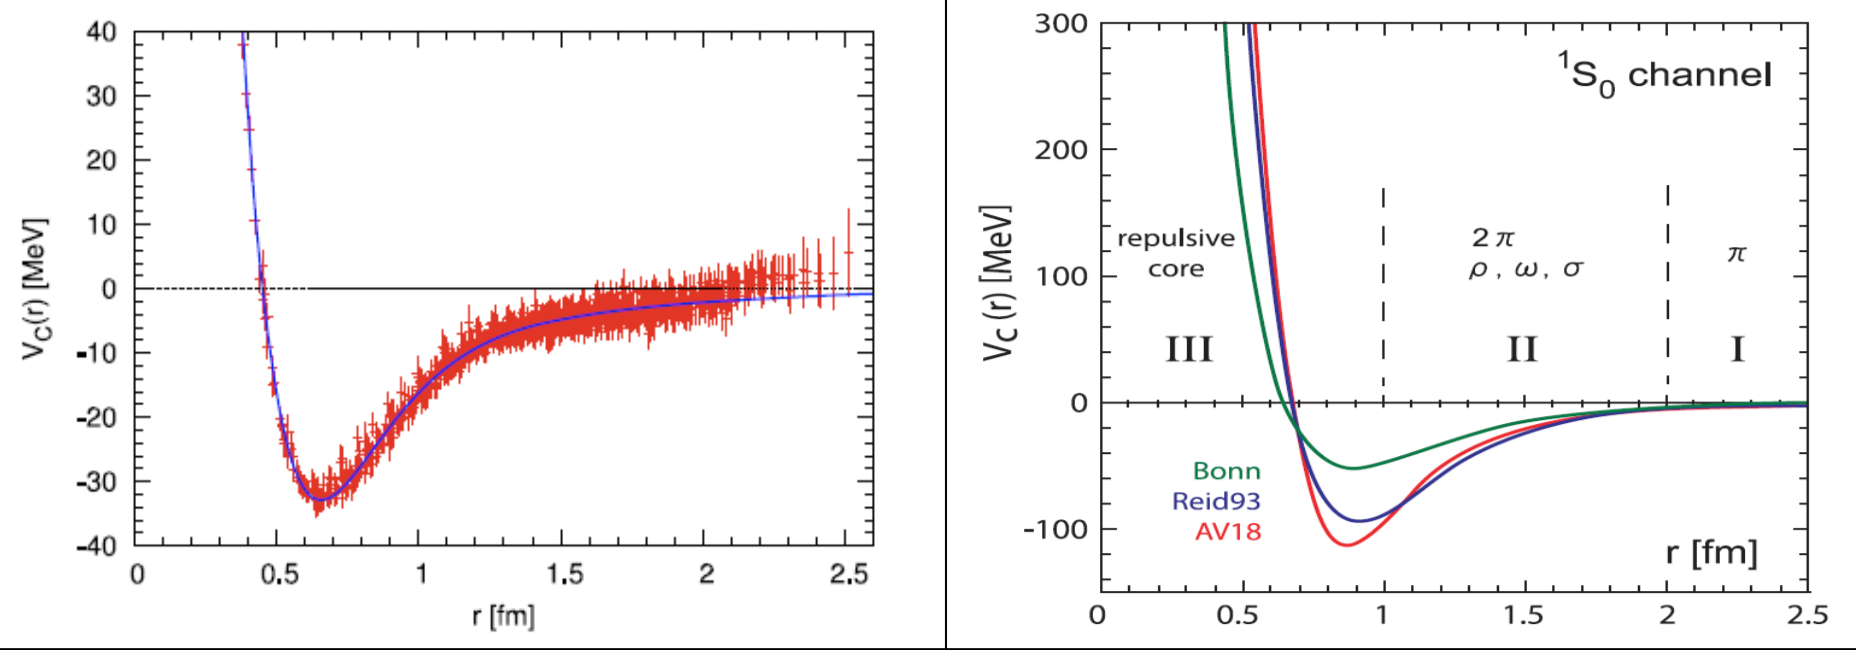 40
30
20
10
0
-10
-20
-30
-40
V_C(r) [MeV]
0 0.5 1 1.5 2 2.5
r [fm]
300
200
100
0
-100
V_C(r) [MeV]
^1S_0 channel
repulsive
core
2 π
ρ , ω , σ
π
III II I
Bonn
Reid93
AV18
r [fm]
0 0.5 1 1.5 2 2.5